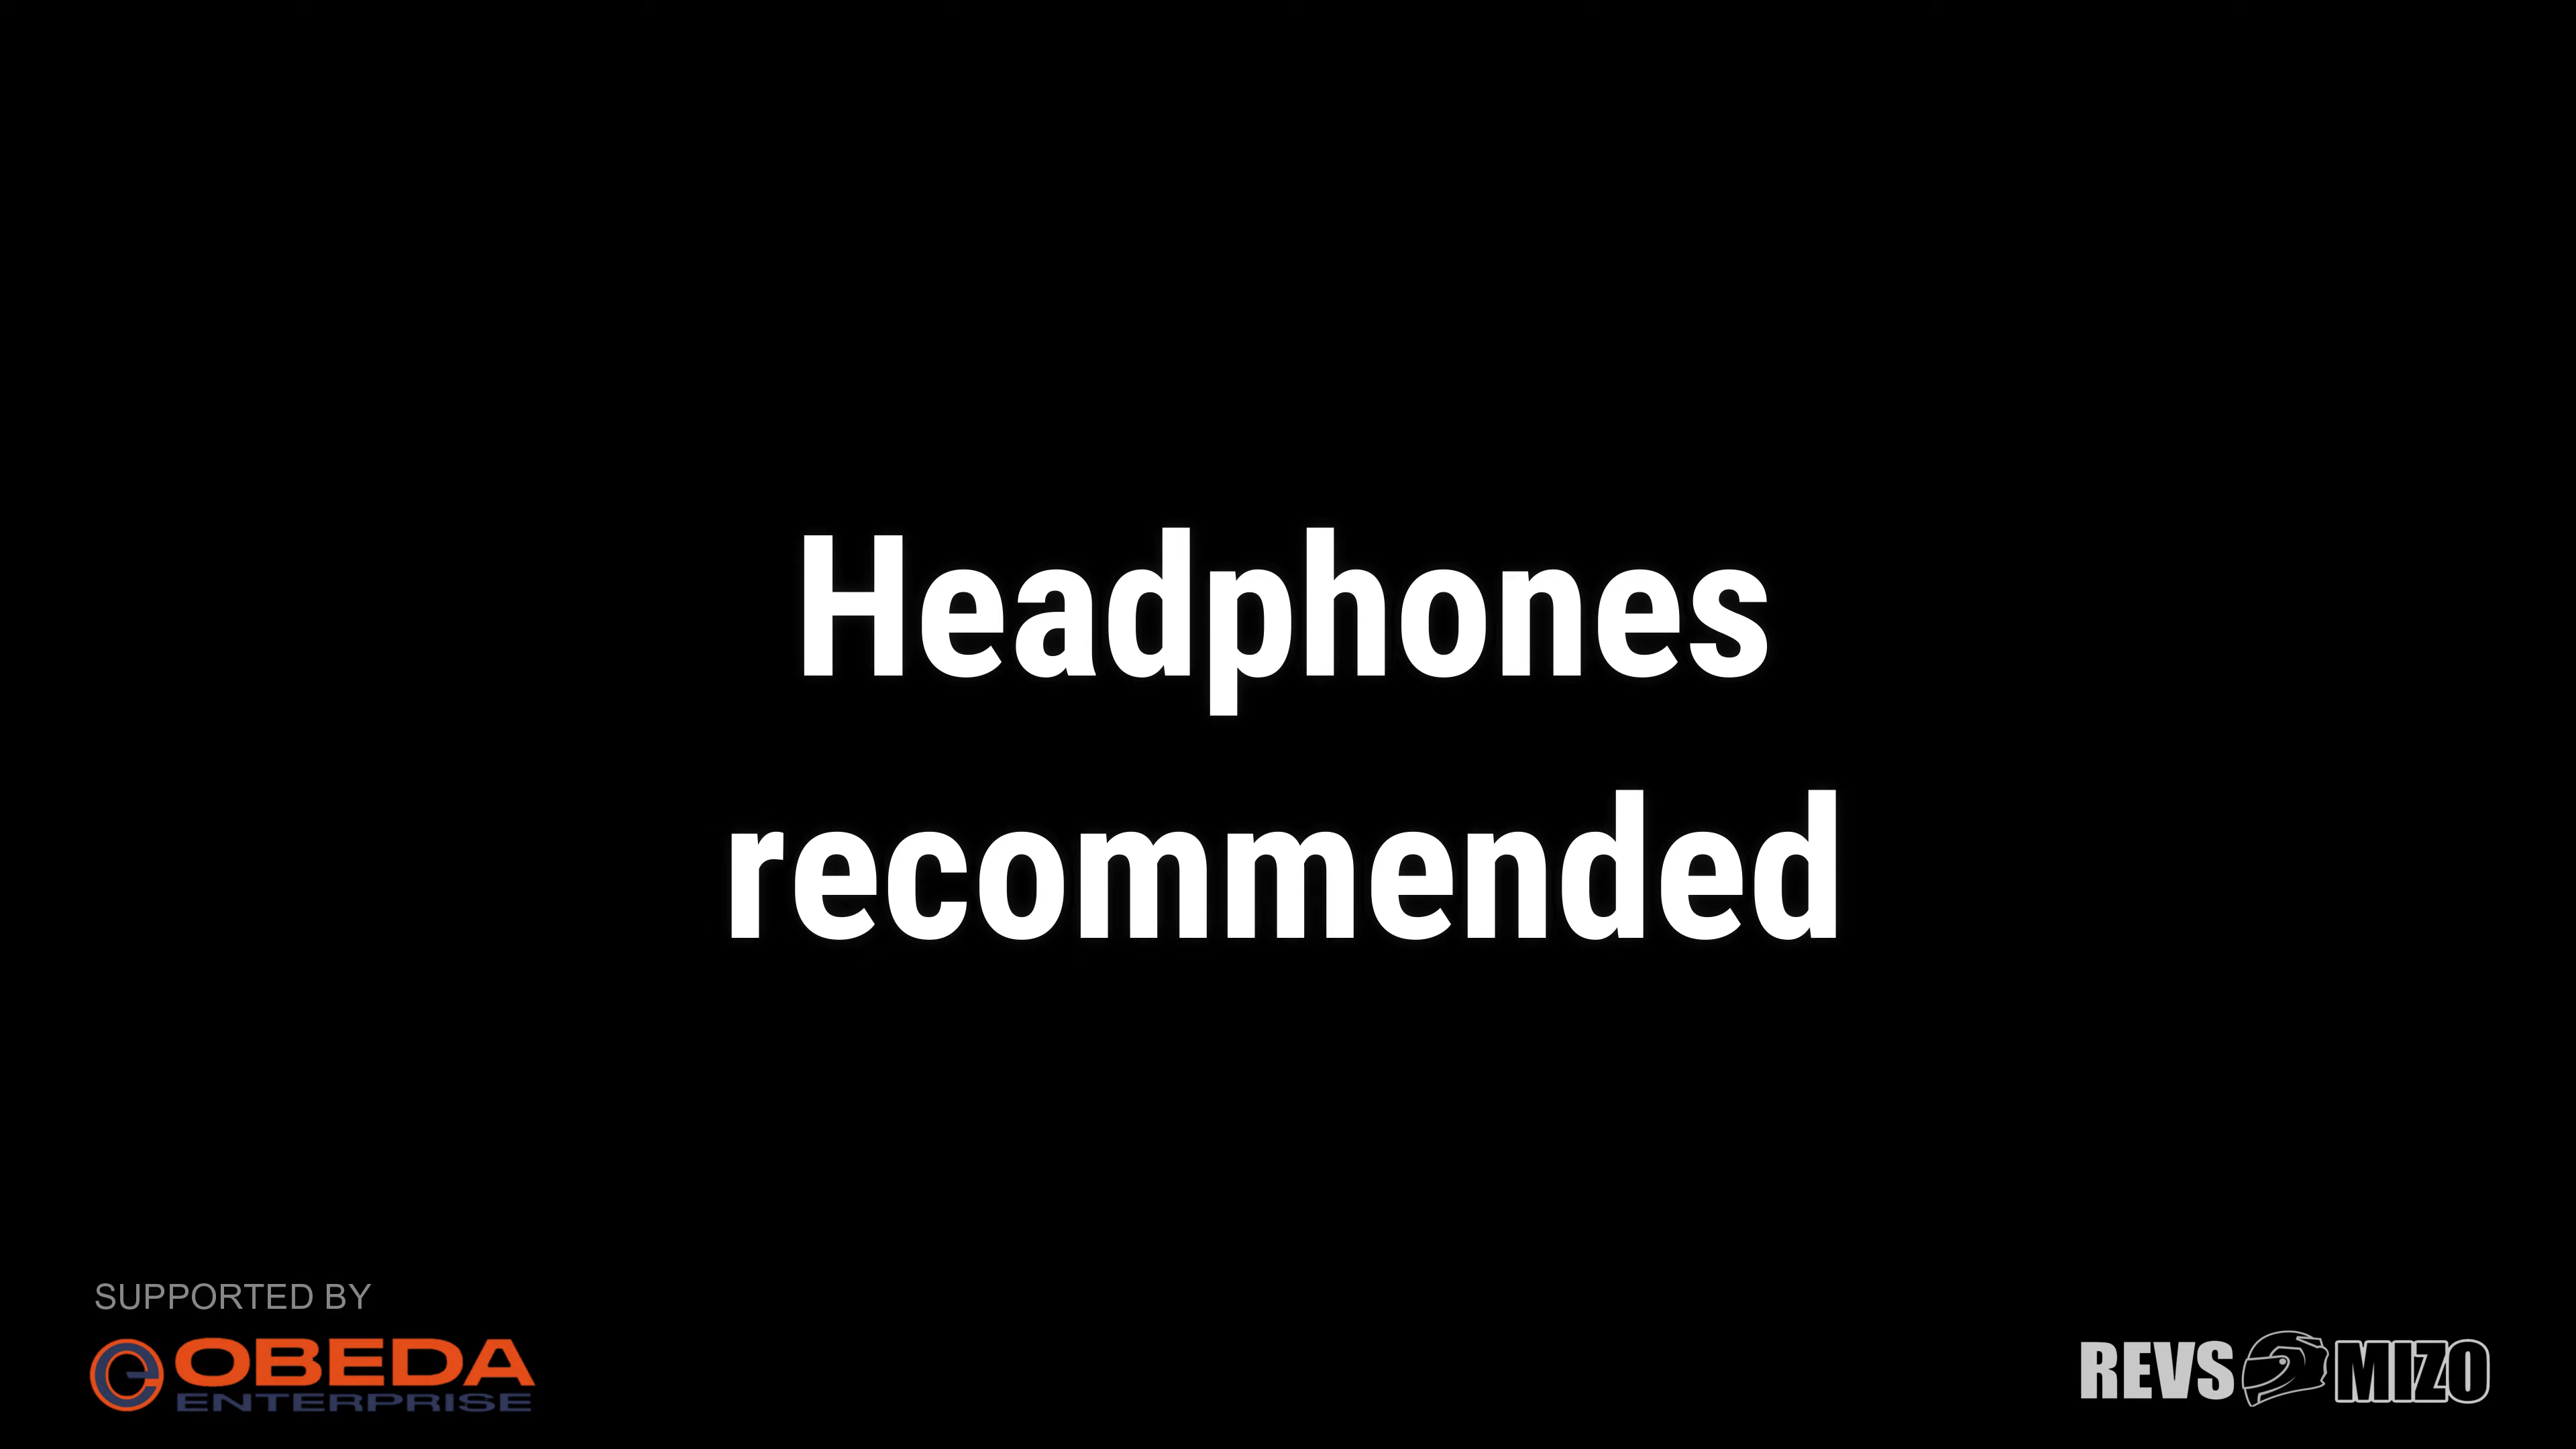 Headphones
recommended
SUPPORTED BY
e OBEDA
ENTERPRISE
REVS MIZO